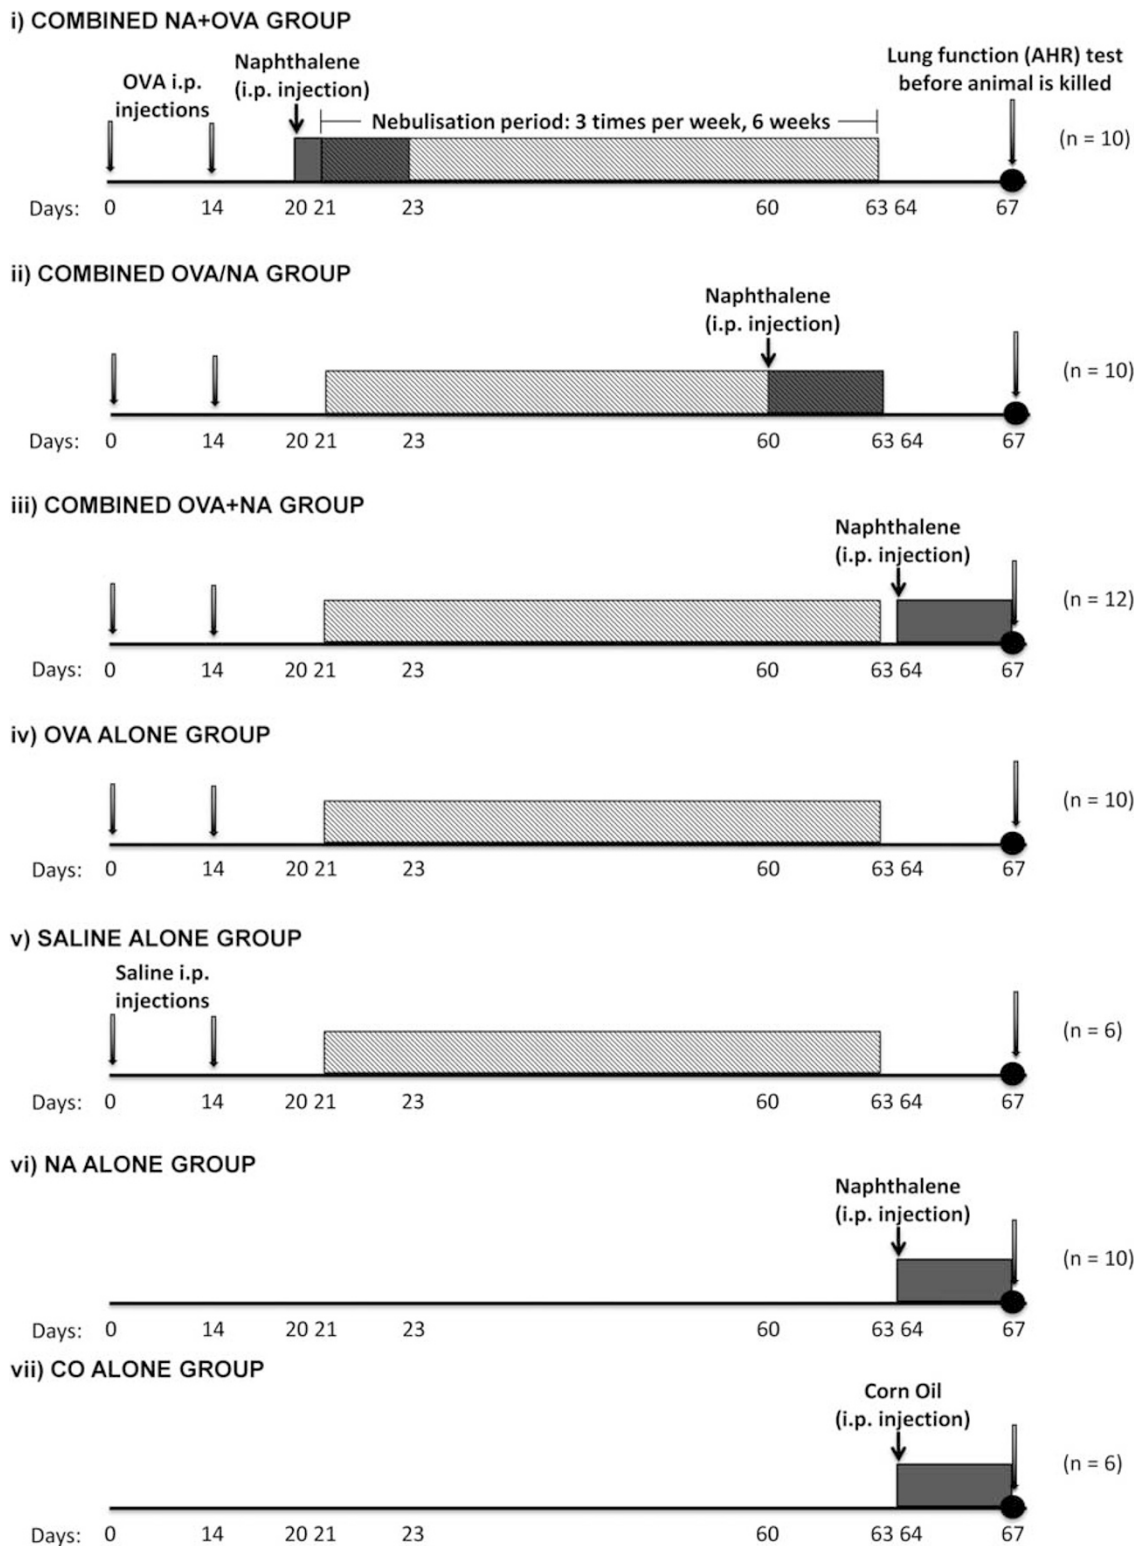 i) COMBINED NA+OVA GROUP
OVA i.p.
injections
Naphthalene
(i.p. injection)
Lung function (AHR) test
before animal is killed
Nebulisation period: 3 times per week, 6 weeks
(n = 10)
Days: 0 14 20 21 23 60 63 64 67
ii) COMBINED OVA/NA GROUP
Naphthalene
(i.p. injection)
(n = 10)
Days: 0 14 20 21 23 60 63 64 67
iii) COMBINED OVA+NA GROUP
Naphthalene
(i.p. injection)
(n = 12)
Days: 0 14 20 21 23 60 63 64 67
iv) OVA ALONE GROUP
(n = 10)
Days: 0 14 20 21 23 60 63 64 67
v) SALINE ALONE GROUP
Saline i.p.
injections
(n = 6)
Days: 0 14 20 21 23 60 63 64 67
vi) NA ALONE GROUP
Naphthalene
(i.p. injection)
(n = 10)
Days: 0 14 20 21 23 60 63 64 67
vii) CO ALONE GROUP
Corn Oil
(i.p. injection)
(n = 6)
Days: 0 14 20 21 23 60 63 64 67